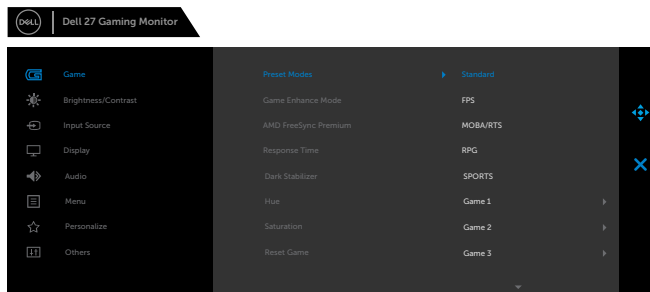 DELL Dell 27 Gaming Monitor
Game Preset Modes Standard
Brightness/Contrast Game Enhance Mode FPS
Input Source AMD FreeSync Premium MOBA/RTS
Display Response Time RPG
Audio Dark Stabilizer SPORTS
Menu Hue Game 1
Personalize Saturation Game 2
Others Reset Game Game 3